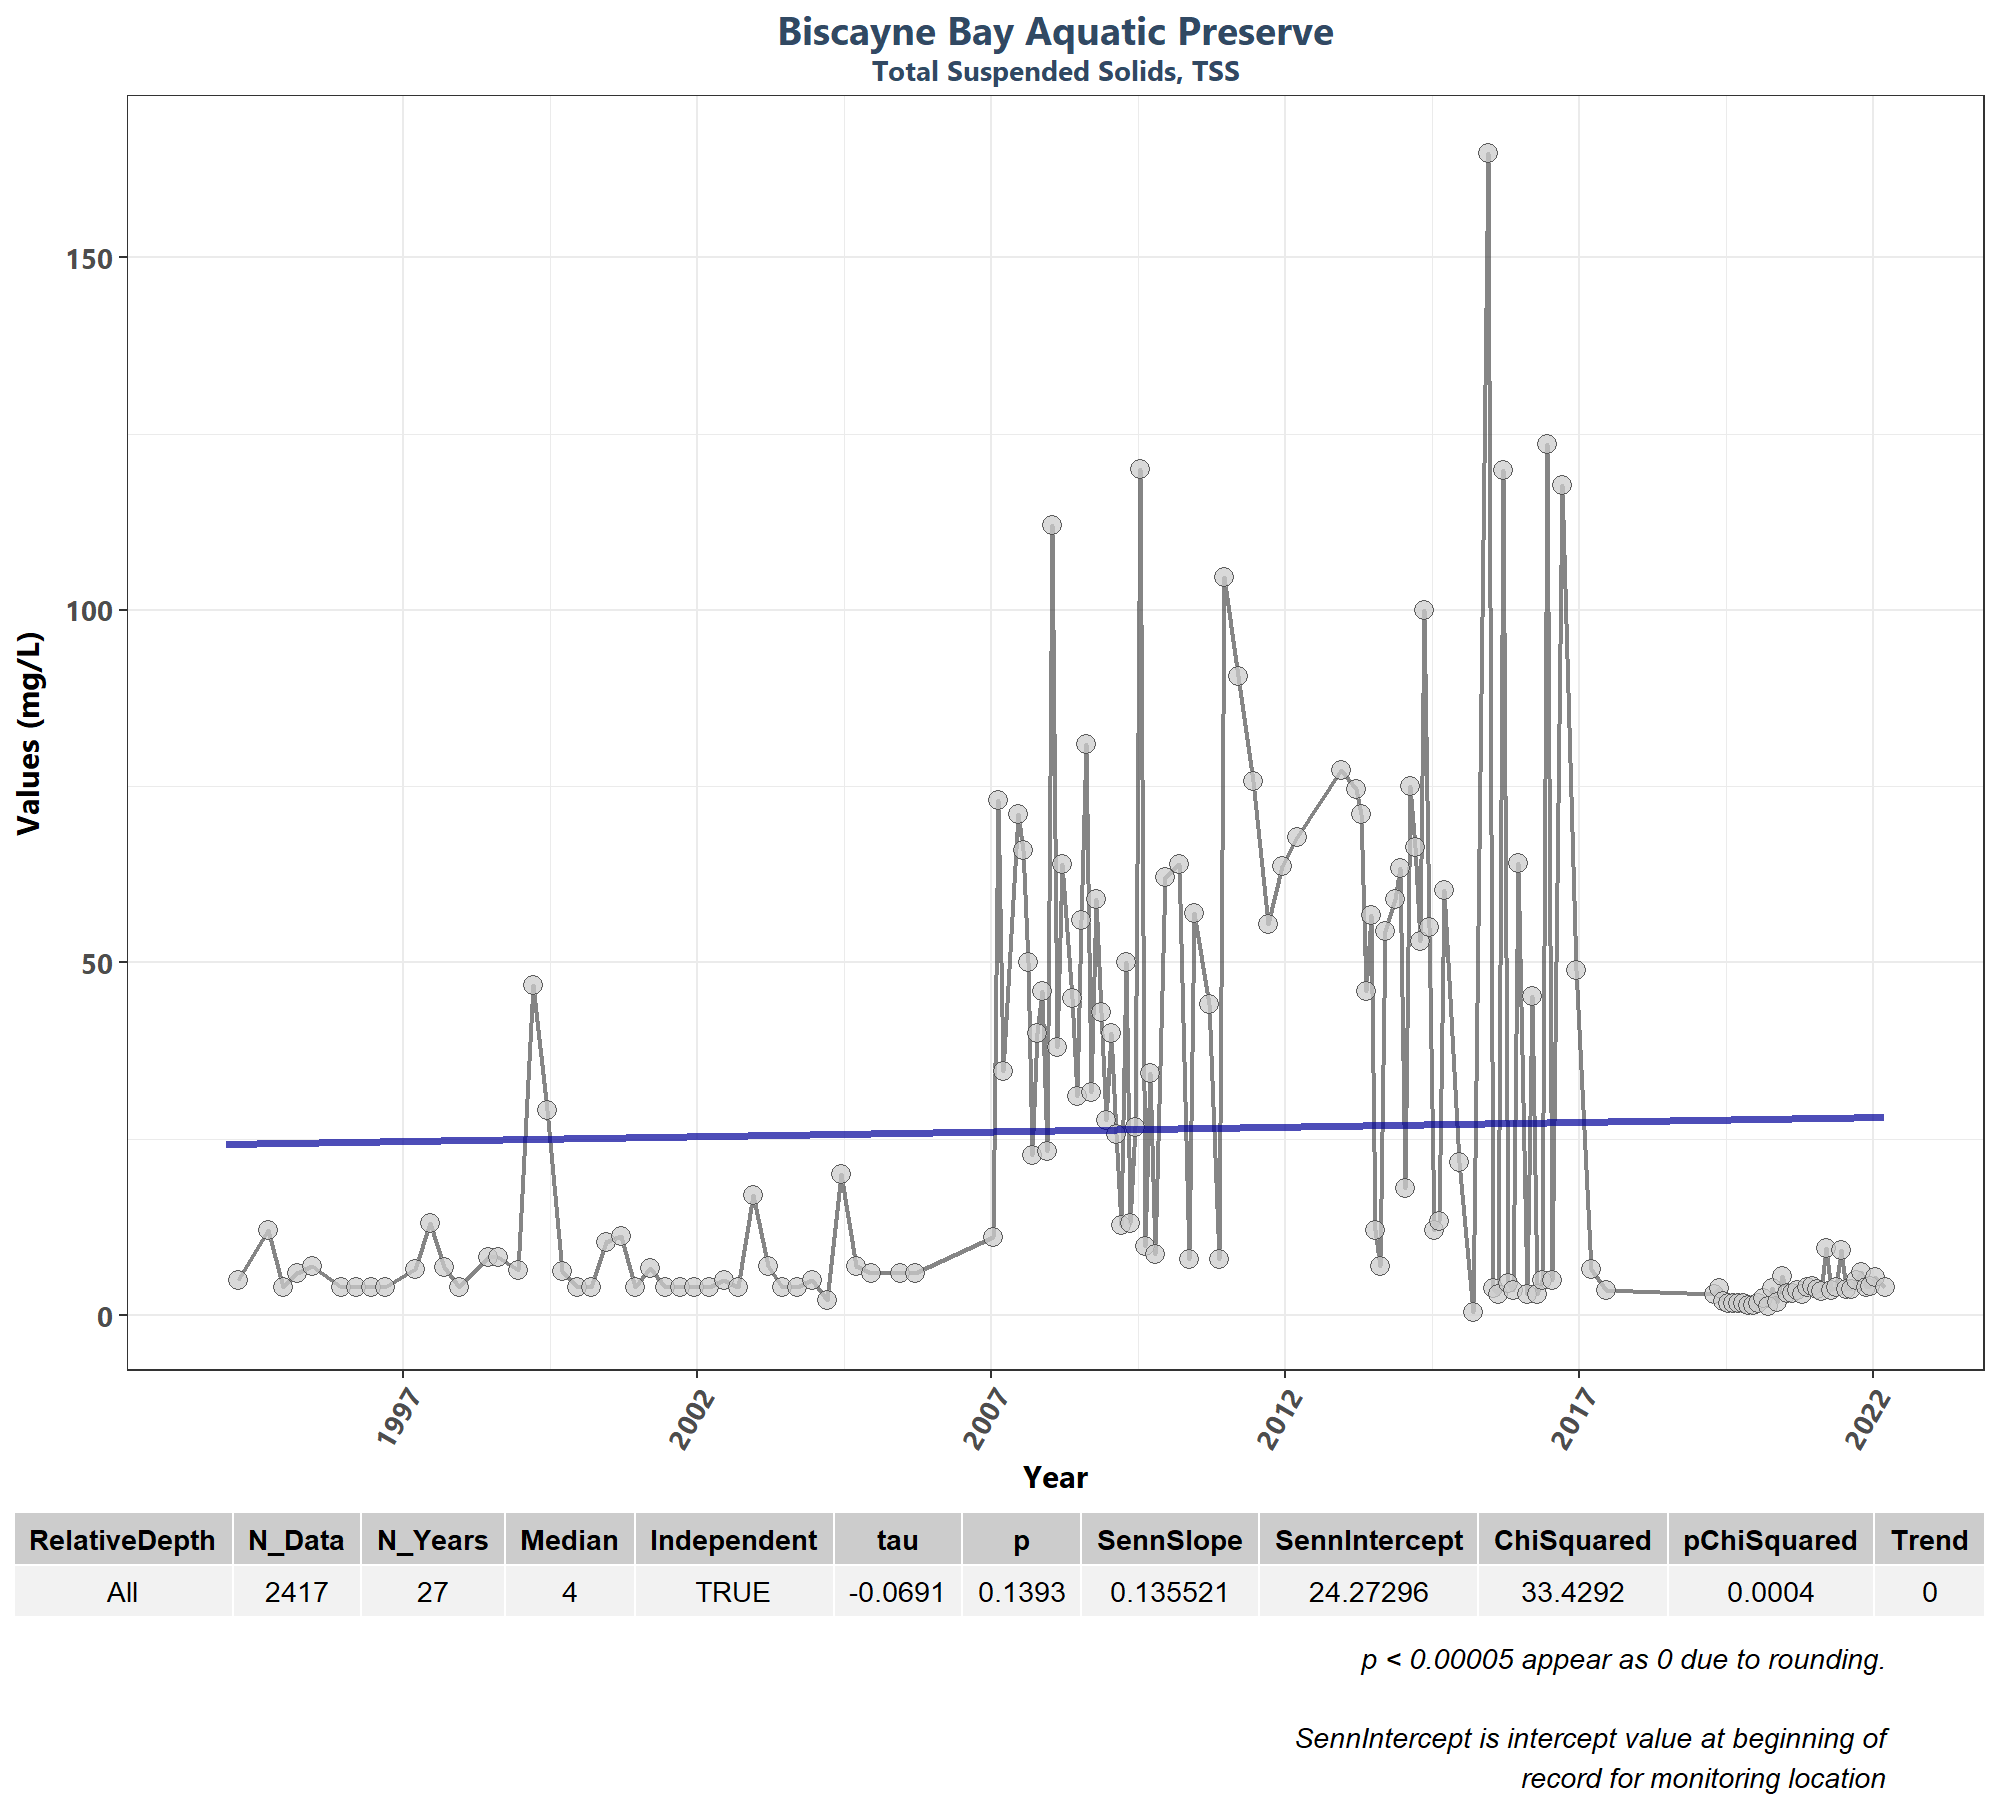 Biscayne Bay Aquatic Preserve
Total Suspended Solids, TSS
Values (mg/L)
150
100
50
0
1997 2002 2007 2012 2017 2022
Year
RelativeDepth N_Data N_Years Median Independent tau p SennSlope SennIntercept ChiSquared pChiSquared Trend
All 2417 27 4 TRUE -0.0691 0.1393 0.135521 24.27296 33.4292 0.0004 0
p < 0.00005 appear as 0 due to rounding.
SennIntercept is intercept value at beginning of
record for monitoring location